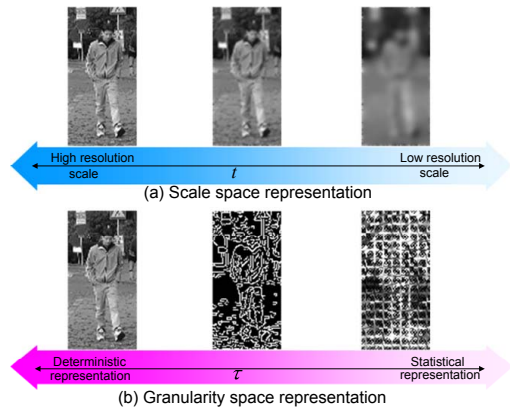 High resolution
scale
t
Low resolution
scale
(a) Scale space representation
Deterministic
representation
τ
Statistical
representation
(b) Granularity space representation